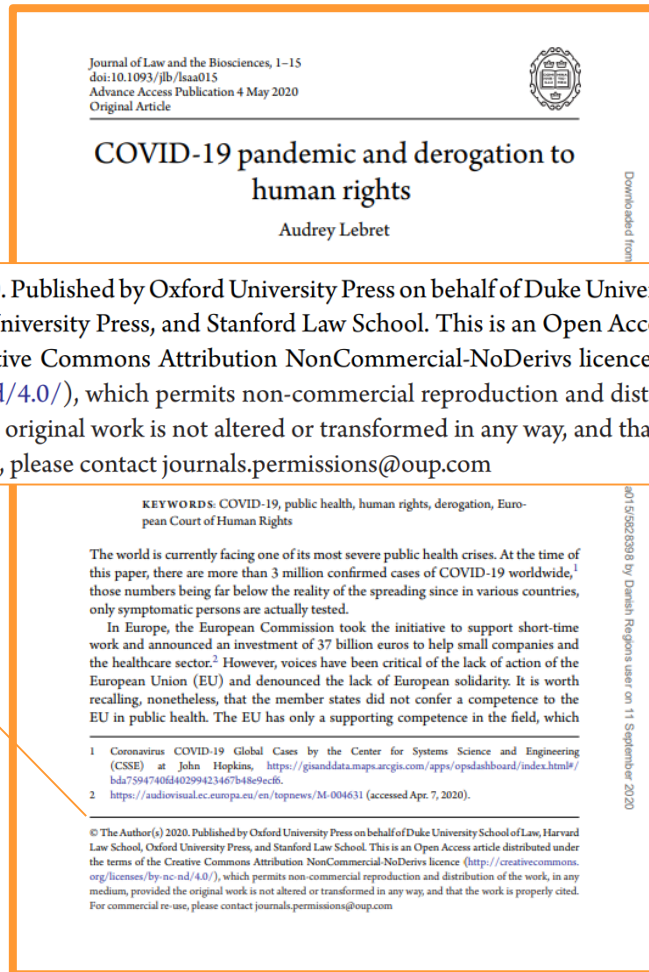 Journal of Law and the Biosciences, 1–15
doi:10.1093/jlb/lsaa015
Advance Access Publication 4 May 2020
Original Article
COVID-19 pandemic and derogation to
human rights
Audrey Lebret
Downloaded from
. Published by Oxford University Press on behalf of Duke Univer
niversity Press, and Stanford Law School. This is an Open Acc
tive Commons Attribution NonCommercial-NoDerivs licence
d/4.0/), which permits non-commercial reproduction and dist
original work is not altered or transformed in any way, and tha
, please contact journals.permissions@oup.com
KEYWORDS: COVID-19, public health, human rights, derogation, Euro-
pean Court of Human Rights
The world is currently facing one of its most severe public health crises. At the time of
this paper, there are more than 3 million confirmed cases of COVID-19 worldwide,1
those numbers being far below the reality of the spreading since in various countries,
only symptomatic persons are actually tested.
In Europe, the European Commission took the initiative to support short-time
work and announced an investment of 37 billion euros to help small companies and
the healthcare sector.2 However, voices have been critical of the lack of action of the
European Union (EU) and denounced the lack of European solidarity. It is worth
recalling, nonetheless, that the member states did not confer a competence to the
EU in public health. The EU has only a supporting competence in the field, which
a015/5828398 by Danish Regions user on 11 September 2020
1 Coronavirus COVID-19 Global Cases by the Center for Systems Science and Engineering
(CSSE) at John Hopkins, https://gisanddata.maps.arcgis.com/apps/opsdashboard/index.html#/
bda7594740fd40299423467b48e9ecf6.
2 https://audiovisual.ec.europa.eu/en/topnews/M-004631 (accessed Apr. 7, 2020).
© The Author(s) 2020. Published by Oxford University Press on behalf of Duke University School of Law, Harvard
Law School, Oxford University Press, and Stanford Law School. This is an Open Access article distributed under
the terms of the Creative Commons Attribution NonCommercial-NoDerivs licence (http://creativecommons.
org/licenses/by-nc-nd/4.0/), which permits non-commercial reproduction and distribution of the work, in any
medium, provided the original work is not altered or transformed in any way, and that the work is properly cited.
For commercial re-use, please contact journals.permissions@oup.com